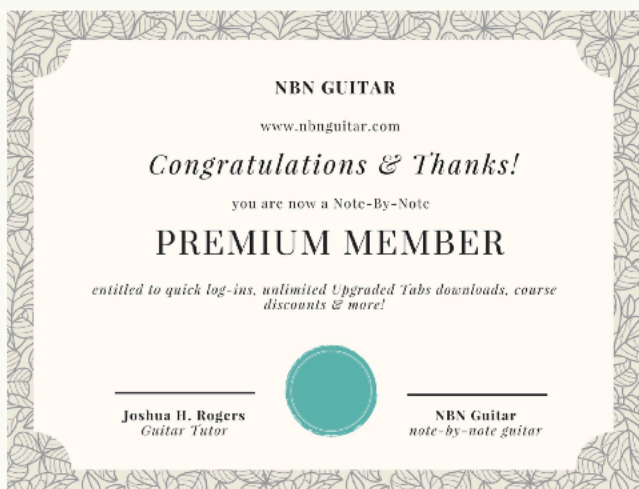 NBN GUITAR
www.nbnguitar.com
Congratulations & Thanks!
you are now a Note-By-Note
PREMIUM MEMBER
entitled to quick log-ins, unlimited Upgraded Tabs downloads, course
discounts & more!
Joshua H. Rogers
Guitar Tutor
NBN Guitar
note-by-note guitar